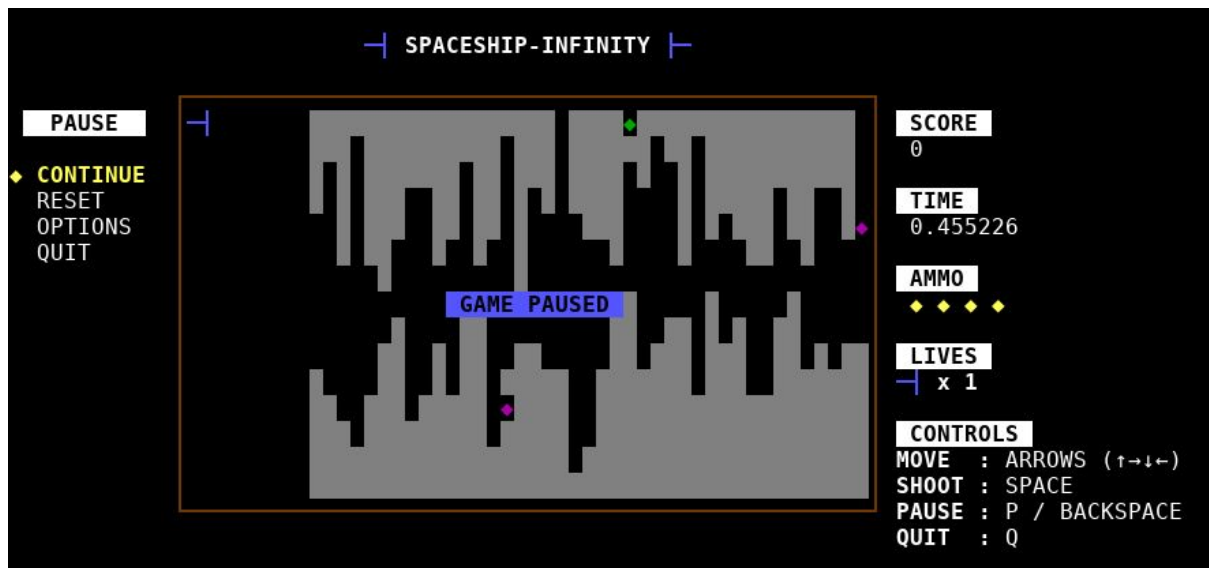 SPACESHIP-INFINITY
PAUSE
CONTINUE
RESET
OPTIONS
QUIT
GAME PAUSED
SCORE
0
TIME
0.455226
AMMO
LIVES
x 1
CONTROLS
MOVE : ARROWS (↑→↓←)
SHOOT : SPACE
PAUSE : P / BACKSPACE
QUIT : Q